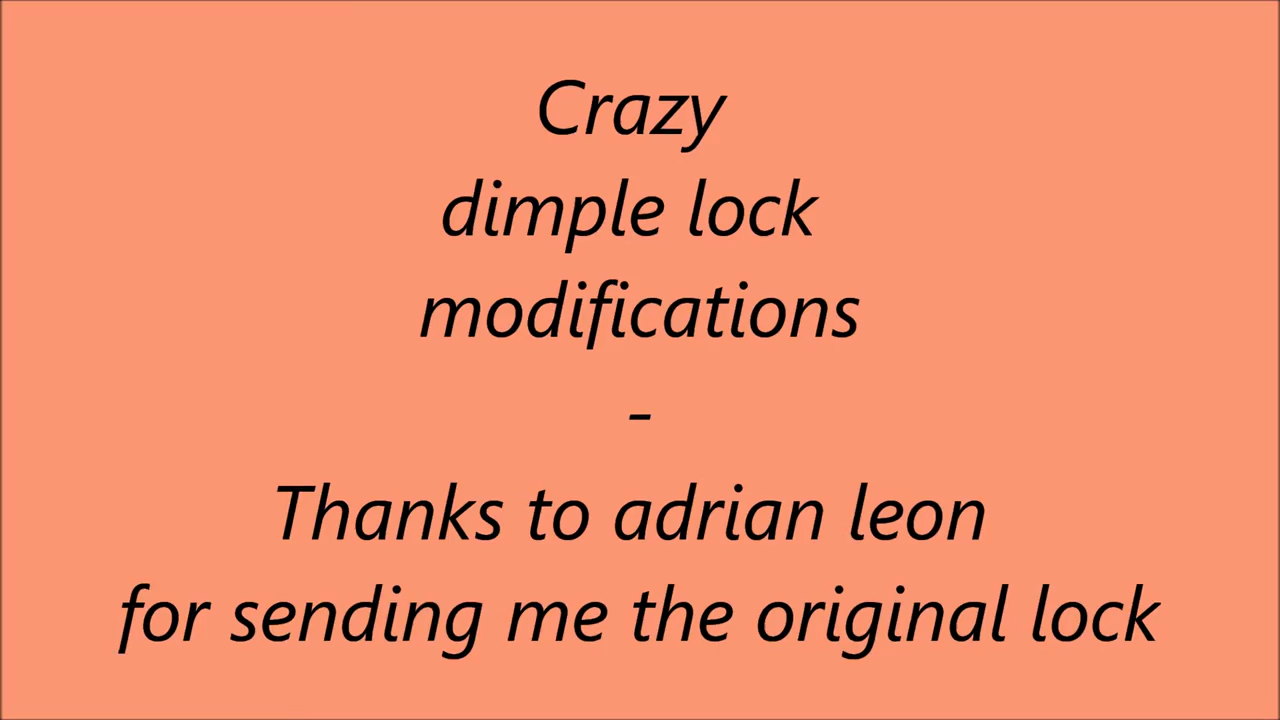 Crazy
dimple lock
modifications
-
Thanks to adrian leon
for sending me the original lock